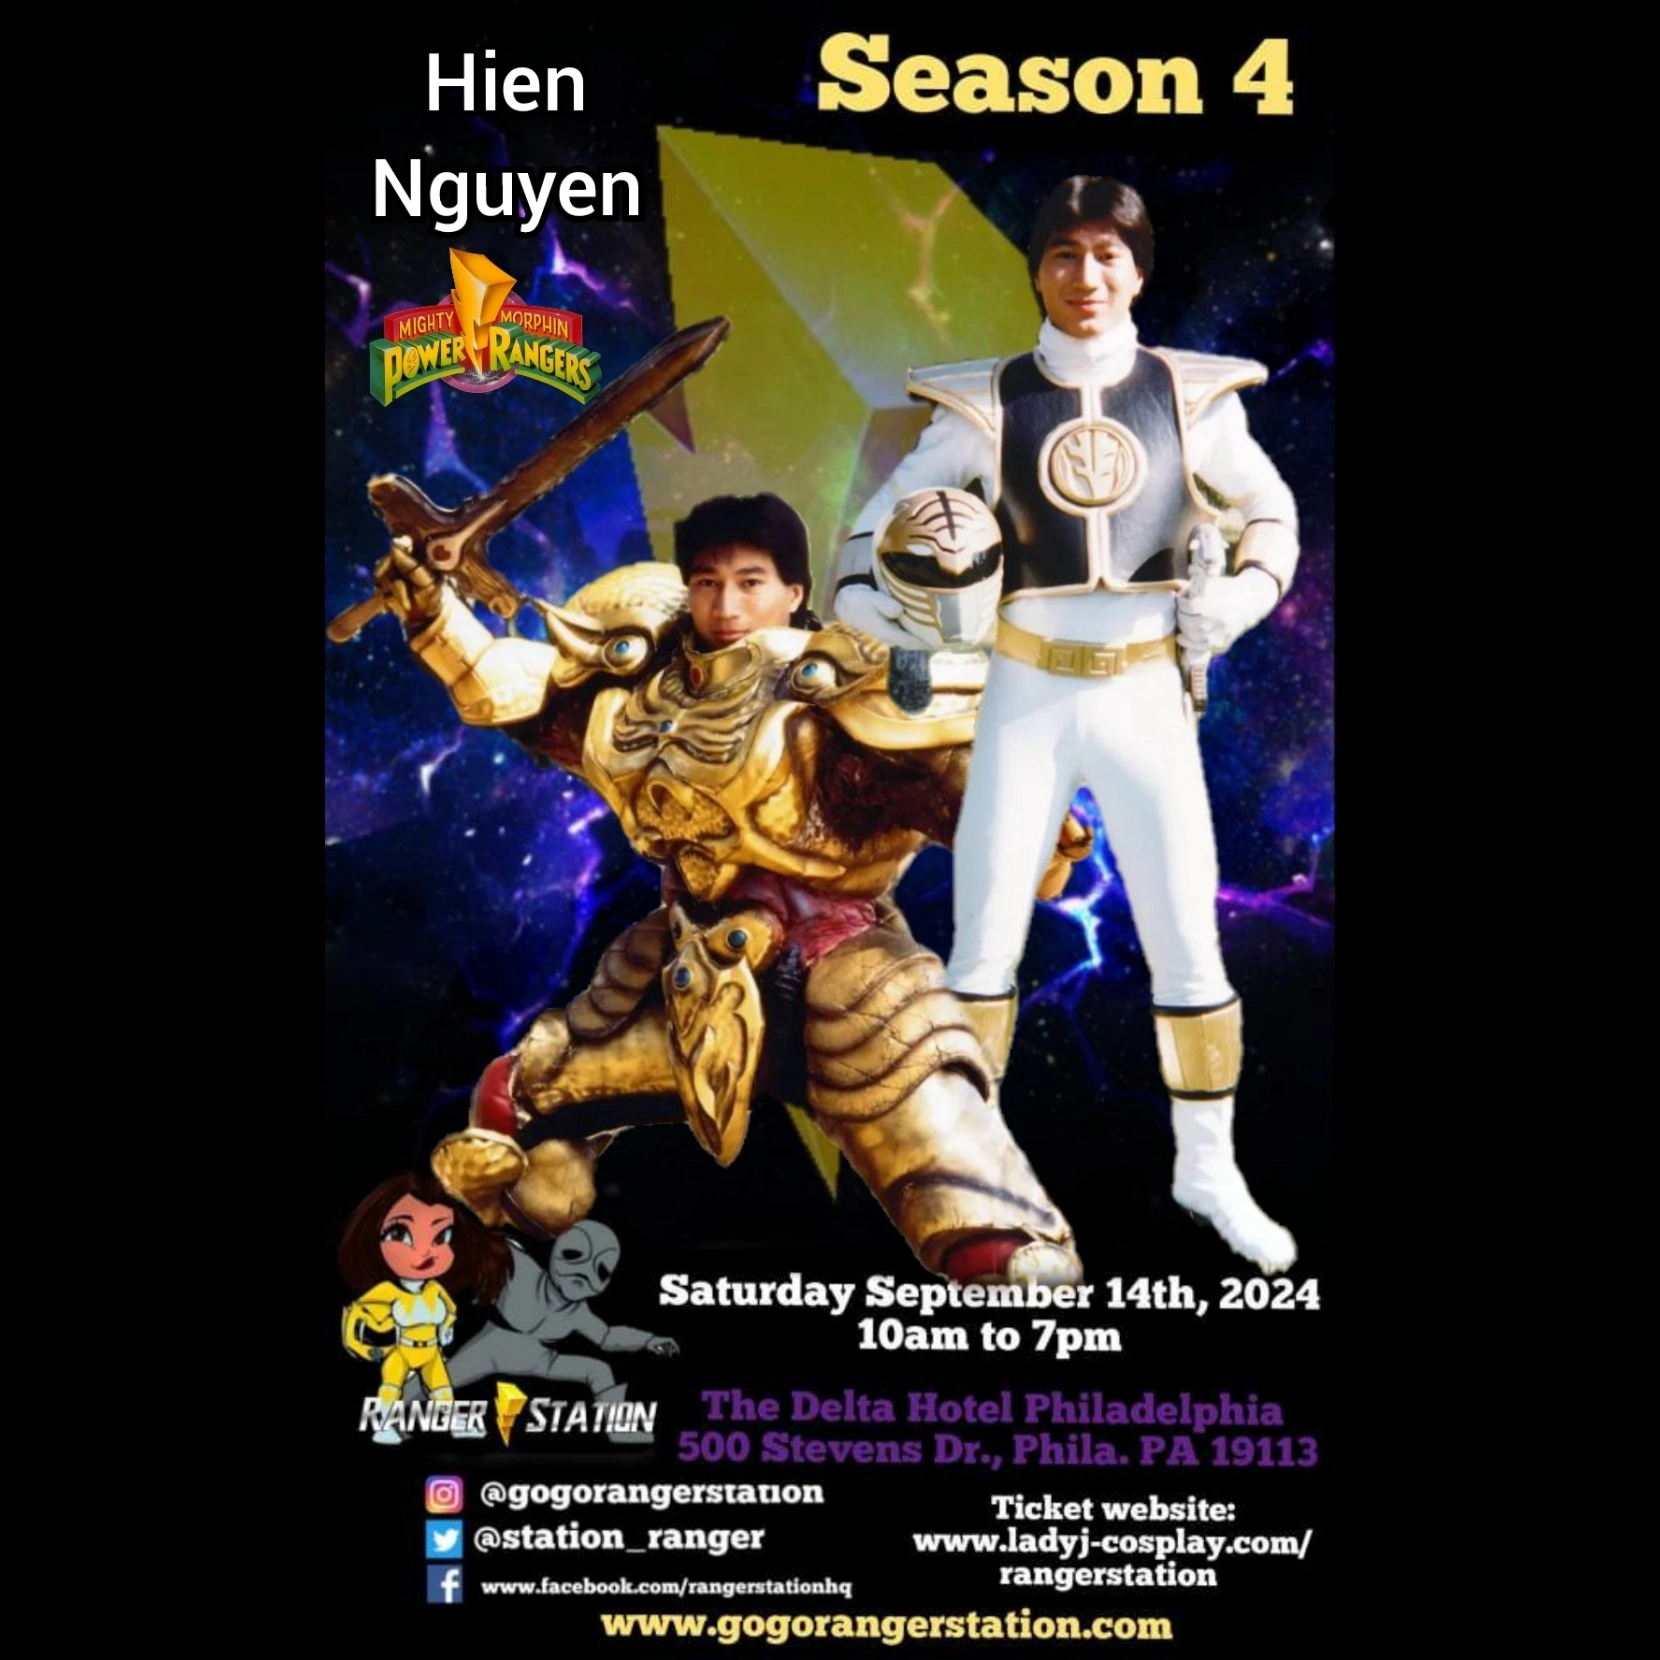 Hien
Nguyen
Season 4
MIGHTY MORPHIN
POWER RANGERS
Saturday September 14th, 2024
10am to 7pm
RANGER STATION
The Delta Hotel Philadelphia
500 Stevens Dr., Phila. PA 19113
@gogorangerstation
@station_ranger
www.facebook.com/rangerstationhq
Ticket website:
www.ladyj-cosplay.com/
rangerstation
www.gogorangerstation.com